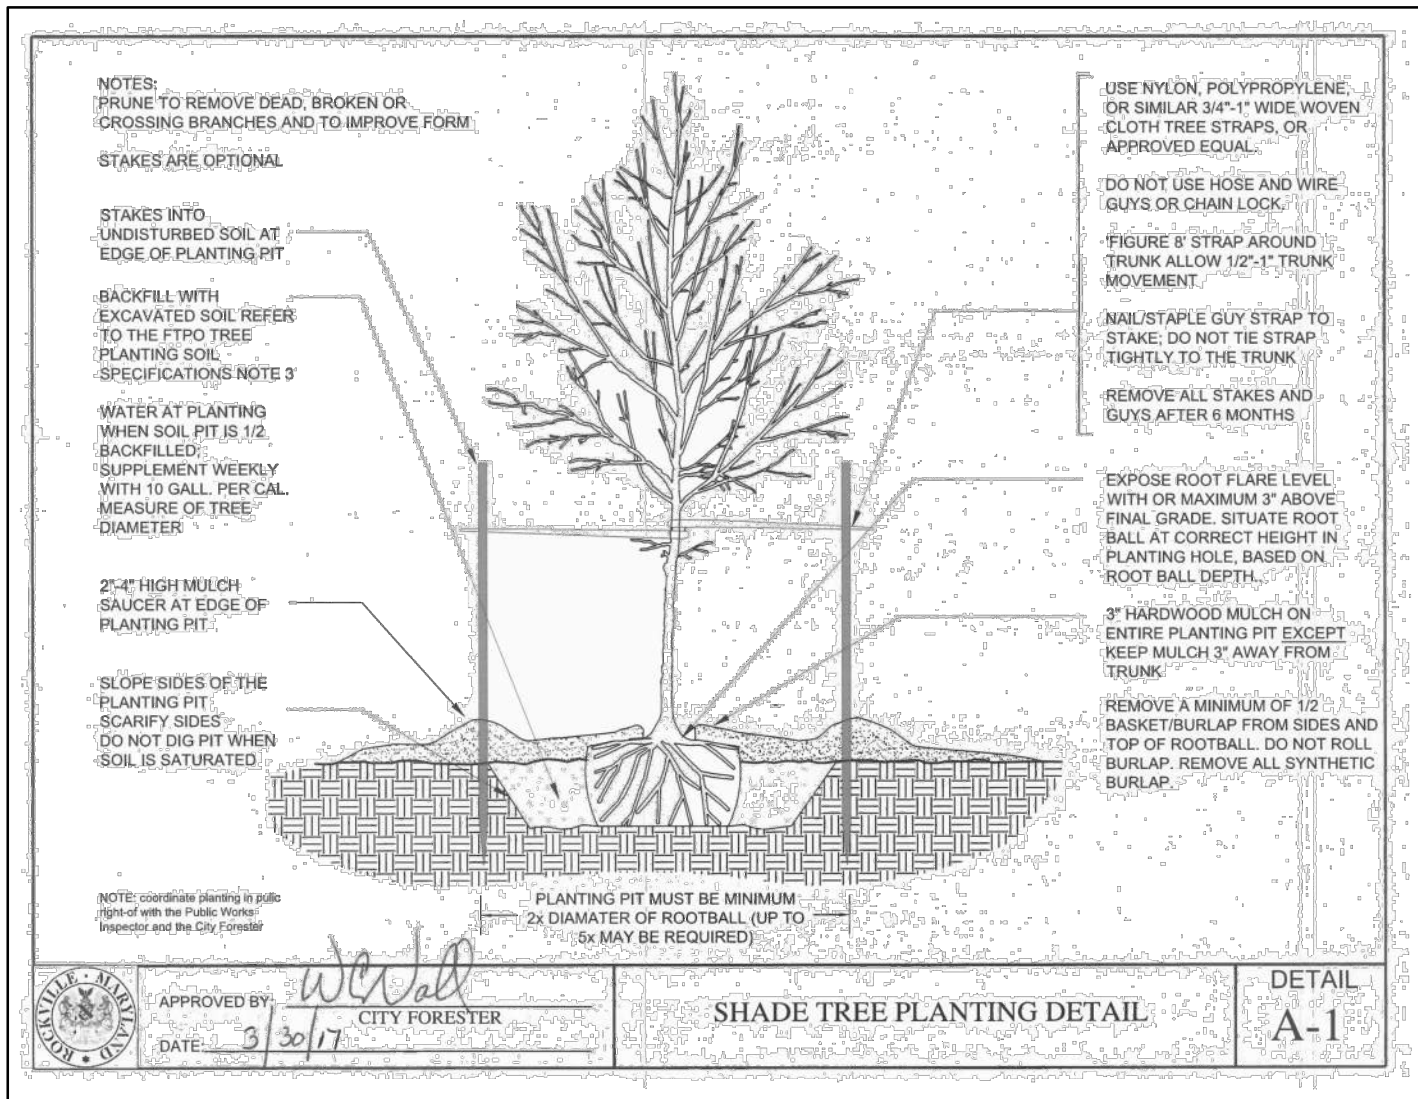 NOTES:
PRUNE TO REMOVE DEAD, BROKEN OR
CROSSING BRANCHES AND TO IMPROVE FORM
STAKES ARE OPTIONAL
STAKES INTO
UNDISTURBED SOIL AT
EDGE OF PLANTING PIT
BACKFILL WITH
EXCAVATED SOIL REFER
TO THE FTPO TREE
PLANTING SOIL
SPECIFICATIONS NOTE 3
WATER AT PLANTING
WHEN SOIL PIT IS 1/2
BACKFILLED;
SUPPLEMENT WEEKLY
WITH 10 GALL. PER CAL.
MEASURE OF TREE
DIAMETER
2"-4" HIGH MULCH
SAUCER AT EDGE OF
PLANTING PIT
SLOPE SIDES OF THE
PLANTING PIT
SCARIFY SIDES
DO NOT DIG PIT WHEN
SOIL IS SATURATED
NOTE: coordinate planting in pulic
right-of with the Public Works
Inspector and the City Forester
USE NYLON, POLYPROPYLENE,
OR SIMILAR 3/4"-1" WIDE WOVEN
CLOTH TREE STRAPS, OR
APPROVED EQUAL.
DO NOT USE HOSE AND WIRE
GUYS OR CHAIN LOCK.
'FIGURE 8' STRAP AROUND
TRUNK ALLOW 1/2"-1" TRUNK
MOVEMENT
NAIL/STAPLE GUY STRAP TO
STAKE; DO NOT TIE STRAP
TIGHTLY TO THE TRUNK
REMOVE ALL STAKES AND
GUYS AFTER 6 MONTHS
EXPOSE ROOT FLARE LEVEL
WITH OR MAXIMUM 3" ABOVE
FINAL GRADE. SITUATE ROOT
BALL AT CORRECT HEIGHT IN
PLANTING HOLE, BASED ON
ROOT BALL DEPTH..
3" HARDWOOD MULCH ON
ENTIRE PLANTING PIT EXCEPT
KEEP MULCH 3" AWAY FROM
TRUNK
REMOVE A MINIMUM OF 1/2
BASKET/BURLAP FROM SIDES AND
TOP OF ROOTBALL. DO NOT ROLL
BURLAP. REMOVE ALL SYNTHETIC
BURLAP.
PLANTING PIT MUST BE MINIMUM
2x DIAMATER OF ROOTBALL (UP TO
5x MAY BE REQUIRED)
ROCKVILLE • MARYLAND
APPROVED BY: WC Wall
CITY FORESTER
DATE: 3/30/17
SHADE TREE PLANTING DETAIL
DETAIL
A-1